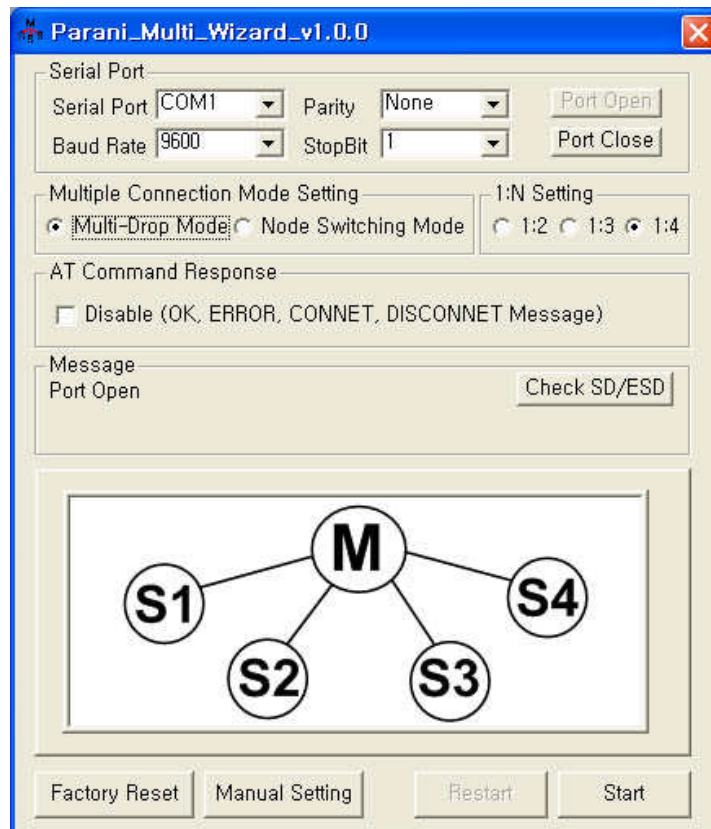 Parani_Multi_Wizard_v1.0.0
Serial Port
Serial Port COM1 Parity None Port Open
Baud Rate 9600 StopBit 1 Port Close
Multiple Connection Mode Setting 1:N Setting
Multi-Drop Mode Node Switching Mode 1:2 1:3 1:4
AT Command Response
Disable (OK, ERROR, CONNET, DISCONNET Message)
Message
Port Open Check SD/ESD
M
S1 S4
S2 S3
Factory Reset Manual Setting Restart Start